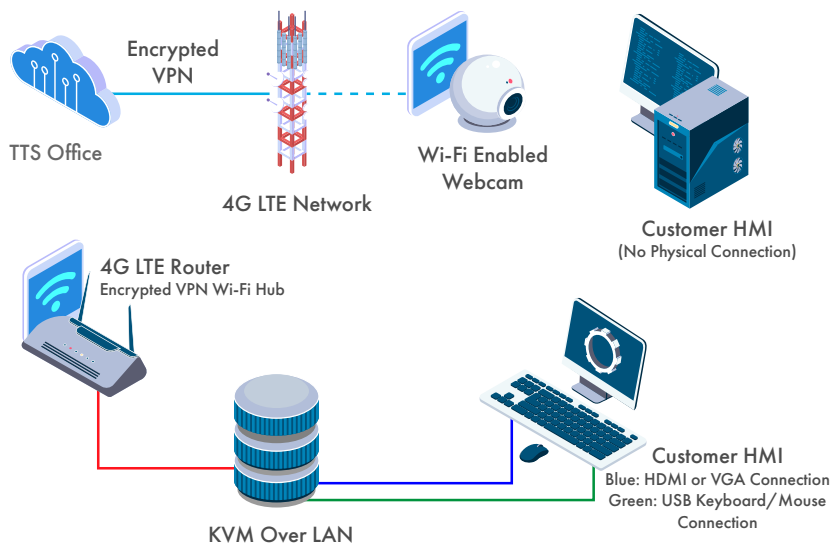 Encrypted
VPN
TTS Office
4G LTE Network
Wi-Fi Enabled
Webcam
Customer HMI
(No Physical Connection)
4G LTE Router
Encrypted VPN Wi-Fi Hub
KVM Over LAN
Customer HMI
Blue: HDMI or VGA Connection
Green: USB Keyboard/Mouse
Connection